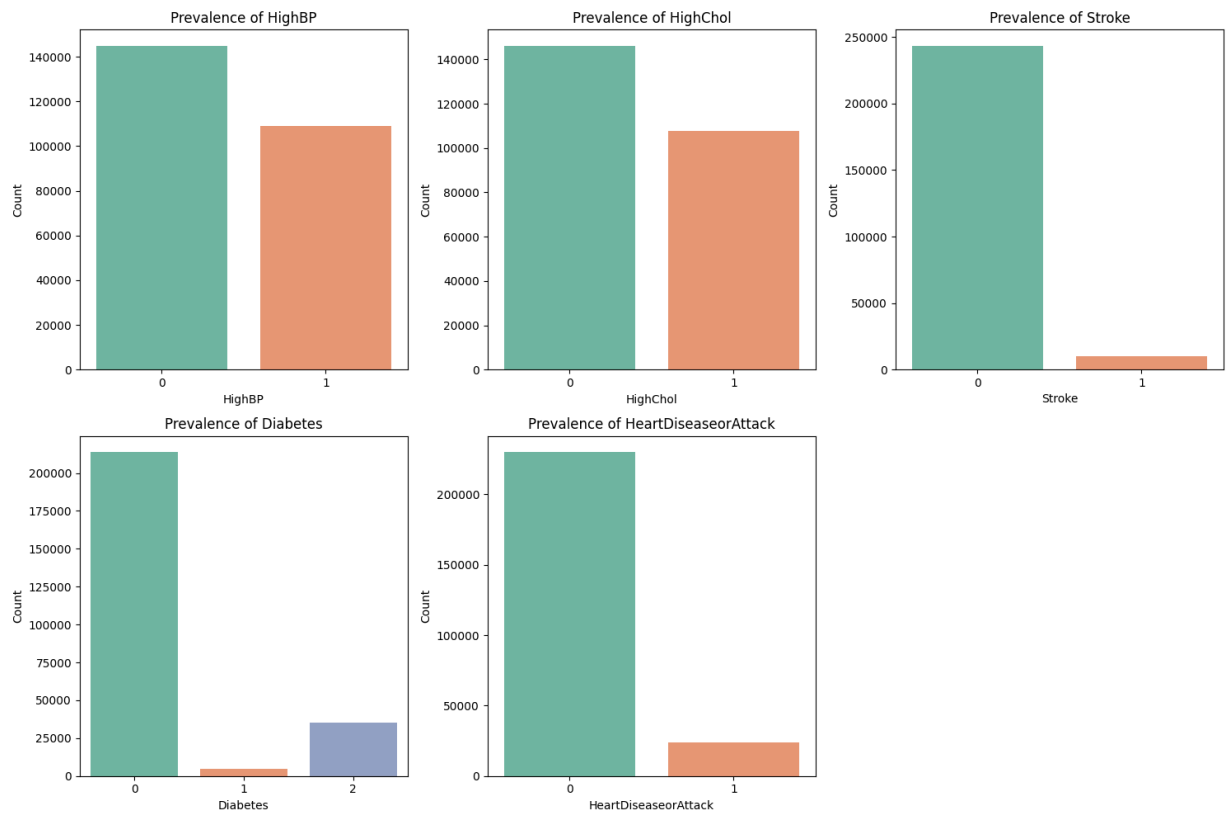 Prevalence of HighBP
140000
120000
100000
80000
60000
40000
20000
0
Count
0 1
HighBP
Prevalence of HighChol
140000
120000
100000
80000
60000
40000
20000
0
Count
0 1
HighChol
Prevalence of Stroke
250000
200000
150000
100000
50000
0
Count
0 1
Stroke
Prevalence of Diabetes
200000
175000
150000
125000
100000
75000
50000
25000
0
Count
0 1 2
Diabetes
Prevalence of HeartDiseaseorAttack
200000
150000
100000
50000
0
Count
0 1
HeartDiseaseorAttack